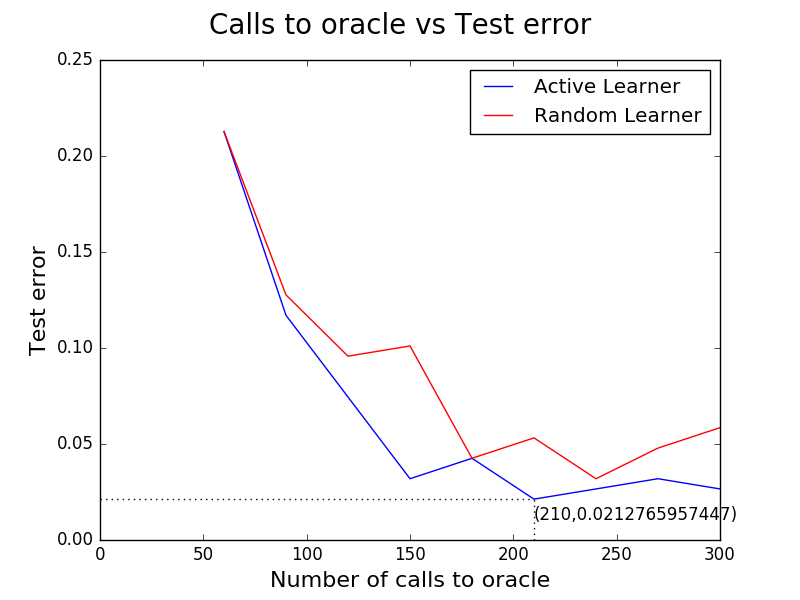 Calls to oracle vs Test error
Active Learner
Random Learner
0.25
0.20
0.15
0.10
0.05
0.00
Test error
(210,0.0212765957447)
0 50 100 150 200 250 300
Number of calls to oracle